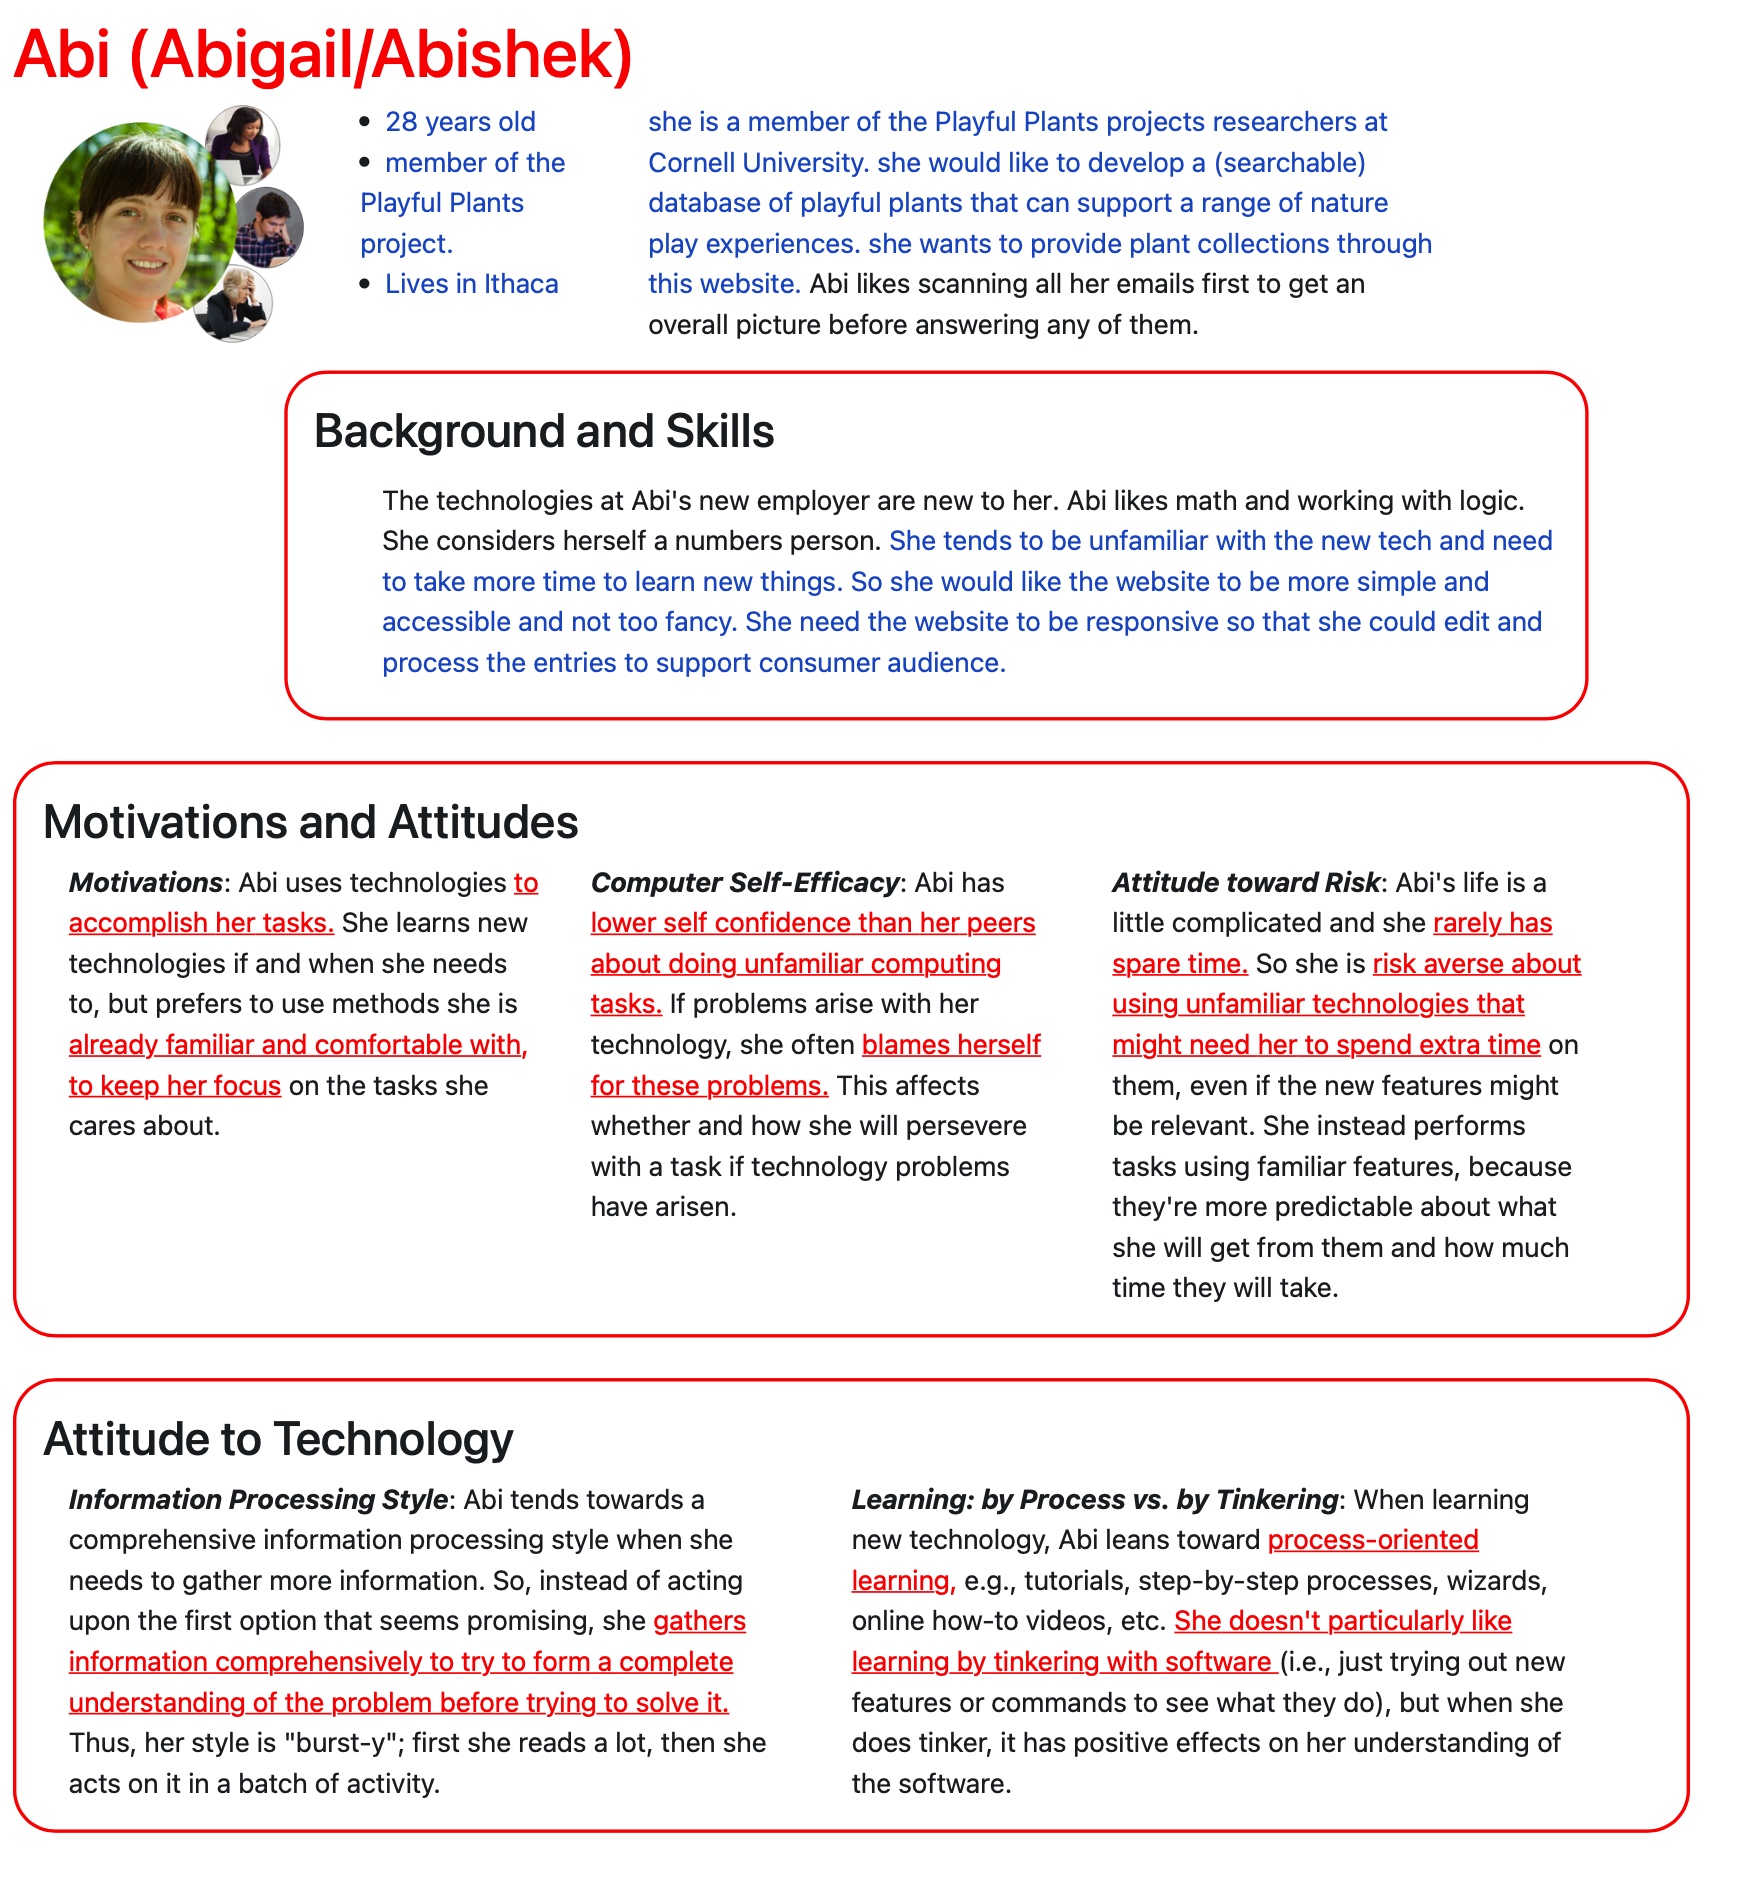 Abi (Abigail/Abishek)
• 28 years old
• member of the
Playful Plants
project.
• Lives in Ithaca
she is a member of the Playful Plants projects researchers at
Cornell University. she would like to develop a (searchable)
database of playful plants that can support a range of nature
play experiences. she wants to provide plant collections through
this website. Abi likes scanning all her emails first to get an
overall picture before answering any of them.
Background and Skills
The technologies at Abi's new employer are new to her. Abi likes math and working with logic.
She considers herself a numbers person. She tends to be unfamiliar with the new tech and need
to take more time to learn new things. So she would like the website to be more simple and
accessible and not too fancy. She need the website to be responsive so that she could edit and
process the entries to support consumer audience.
Motivations and Attitudes
Motivations: Abi uses technologies to
accomplish her tasks. She learns new
technologies if and when she needs
to, but prefers to use methods she is
already familiar and comfortable with,
to keep her focus on the tasks she
cares about.
Computer Self-Efficacy: Abi has
lower self confidence than her peers
about doing unfamiliar computing
tasks. If problems arise with her
technology, she often blames herself
for these problems. This affects
whether and how she will persevere
with a task if technology problems
have arisen.
Attitude toward Risk: Abi's life is a
little complicated and she rarely has
spare time. So she is risk averse about
using unfamiliar technologies that
might need her to spend extra time on
them, even if the new features might
be relevant. She instead performs
tasks using familiar features, because
they're more predictable about what
she will get from them and how much
time they will take.
Attitude to Technology
Information Processing Style: Abi tends towards a
comprehensive information processing style when she
needs to gather more information. So, instead of acting
upon the first option that seems promising, she gathers
information comprehensively to try to form a complete
understanding of the problem before trying to solve it.
Thus, her style is "burst-y"; first she reads a lot, then she
acts on it in a batch of activity.
Learning: by Process vs. by Tinkering: When learning
new technology, Abi leans toward process-oriented
learning, e.g., tutorials, step-by-step processes, wizards,
online how-to videos, etc. She doesn't particularly like
learning by tinkering with software (i.e., just trying out new
features or commands to see what they do), but when she
does tinker, it has positive effects on her understanding of
the software.